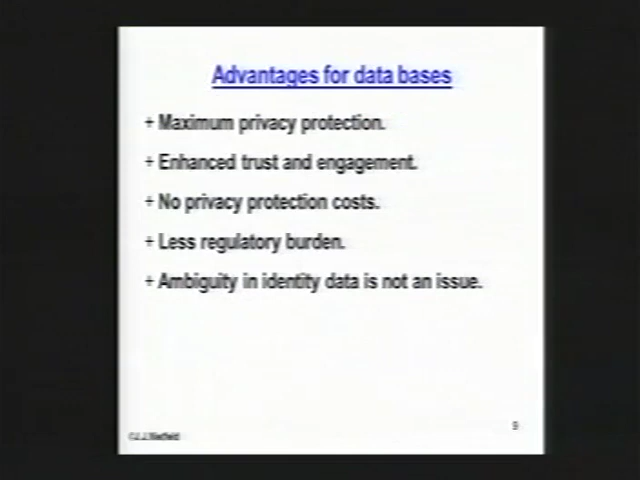 Advantages for data bases
+ Maximum privacy protection.
+ Enhanced trust and engagement.
+ No privacy protection costs.
+ Less regulatory burden.
+ Ambiguity in identity data is not an issue.
9